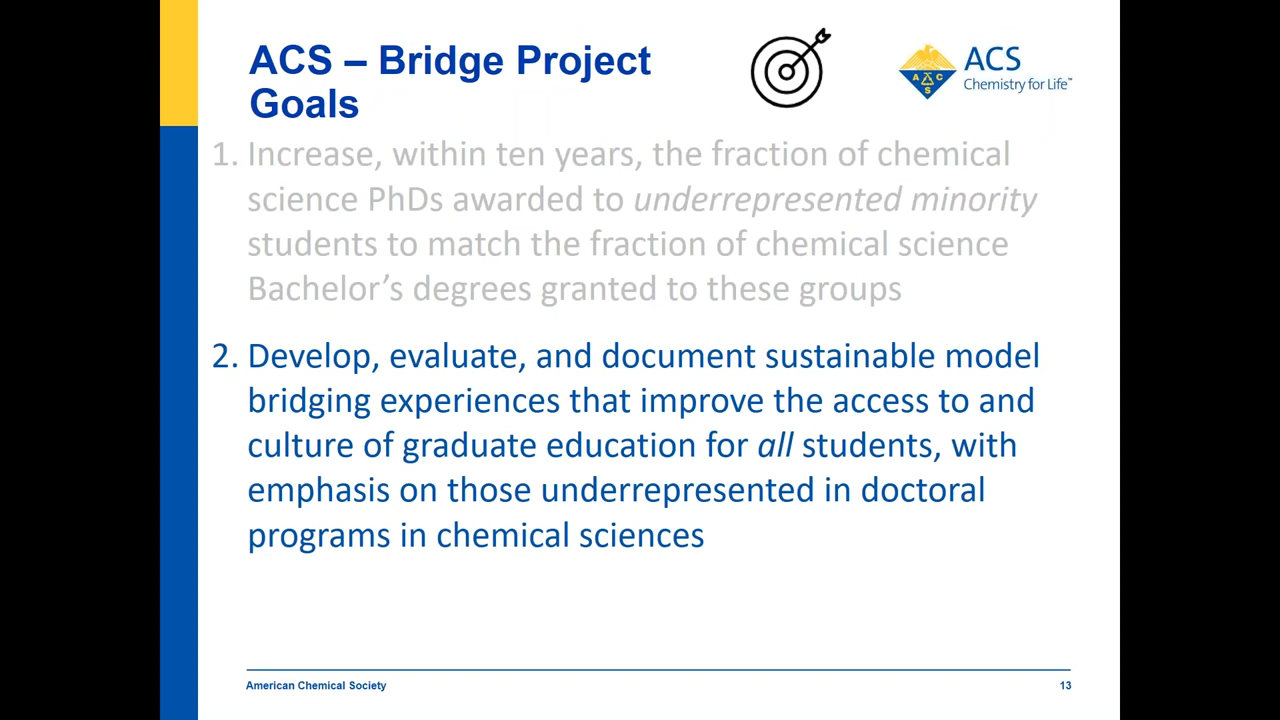 ACS – Bridge Project
Goals
A C S
ACS
Chemistry for Life™
1. Increase, within ten years, the fraction of chemical
science PhDs awarded to underrepresented minority
students to match the fraction of chemical science
Bachelor’s degrees granted to these groups
2. Develop, evaluate, and document sustainable model
bridging experiences that improve the access to and
culture of graduate education for all students, with
emphasis on those underrepresented in doctoral
programs in chemical sciences
American Chemical Society
13